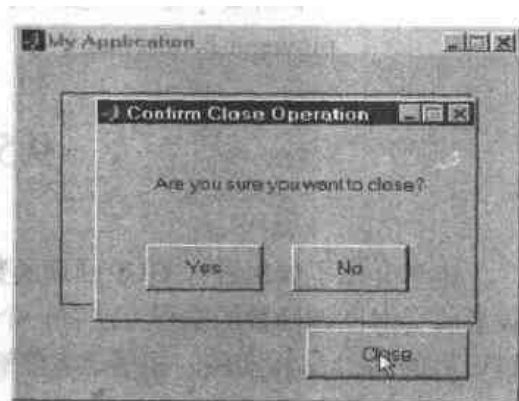 My Application
Confirm Close Operation
Are you sure you want to close?
Yes
No
Close